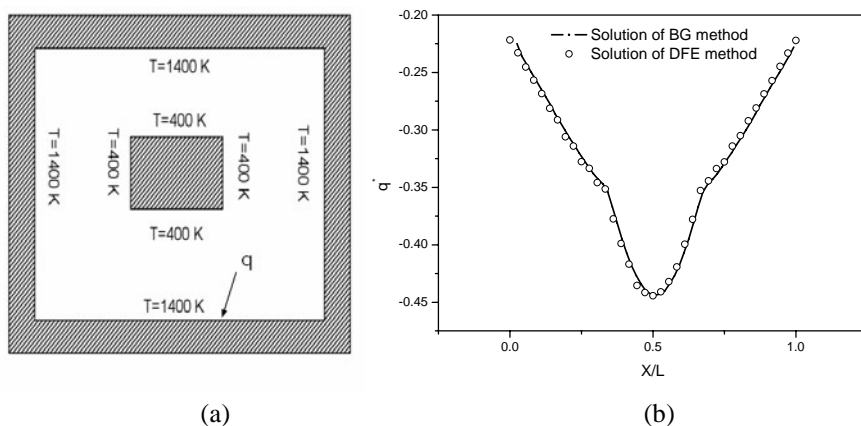 T=1400 K
T=400 K
T=1400 K
T=400 K
T=400 K
T=1400 K
T=400 K
q
T=1400 K
(a)
Solution of BG method
Solution of DFE method
-0.20
-0.25
-0.30
-0.35
-0.40
-0.45
q*
0.0
0.5
1.0
X/L
(b)